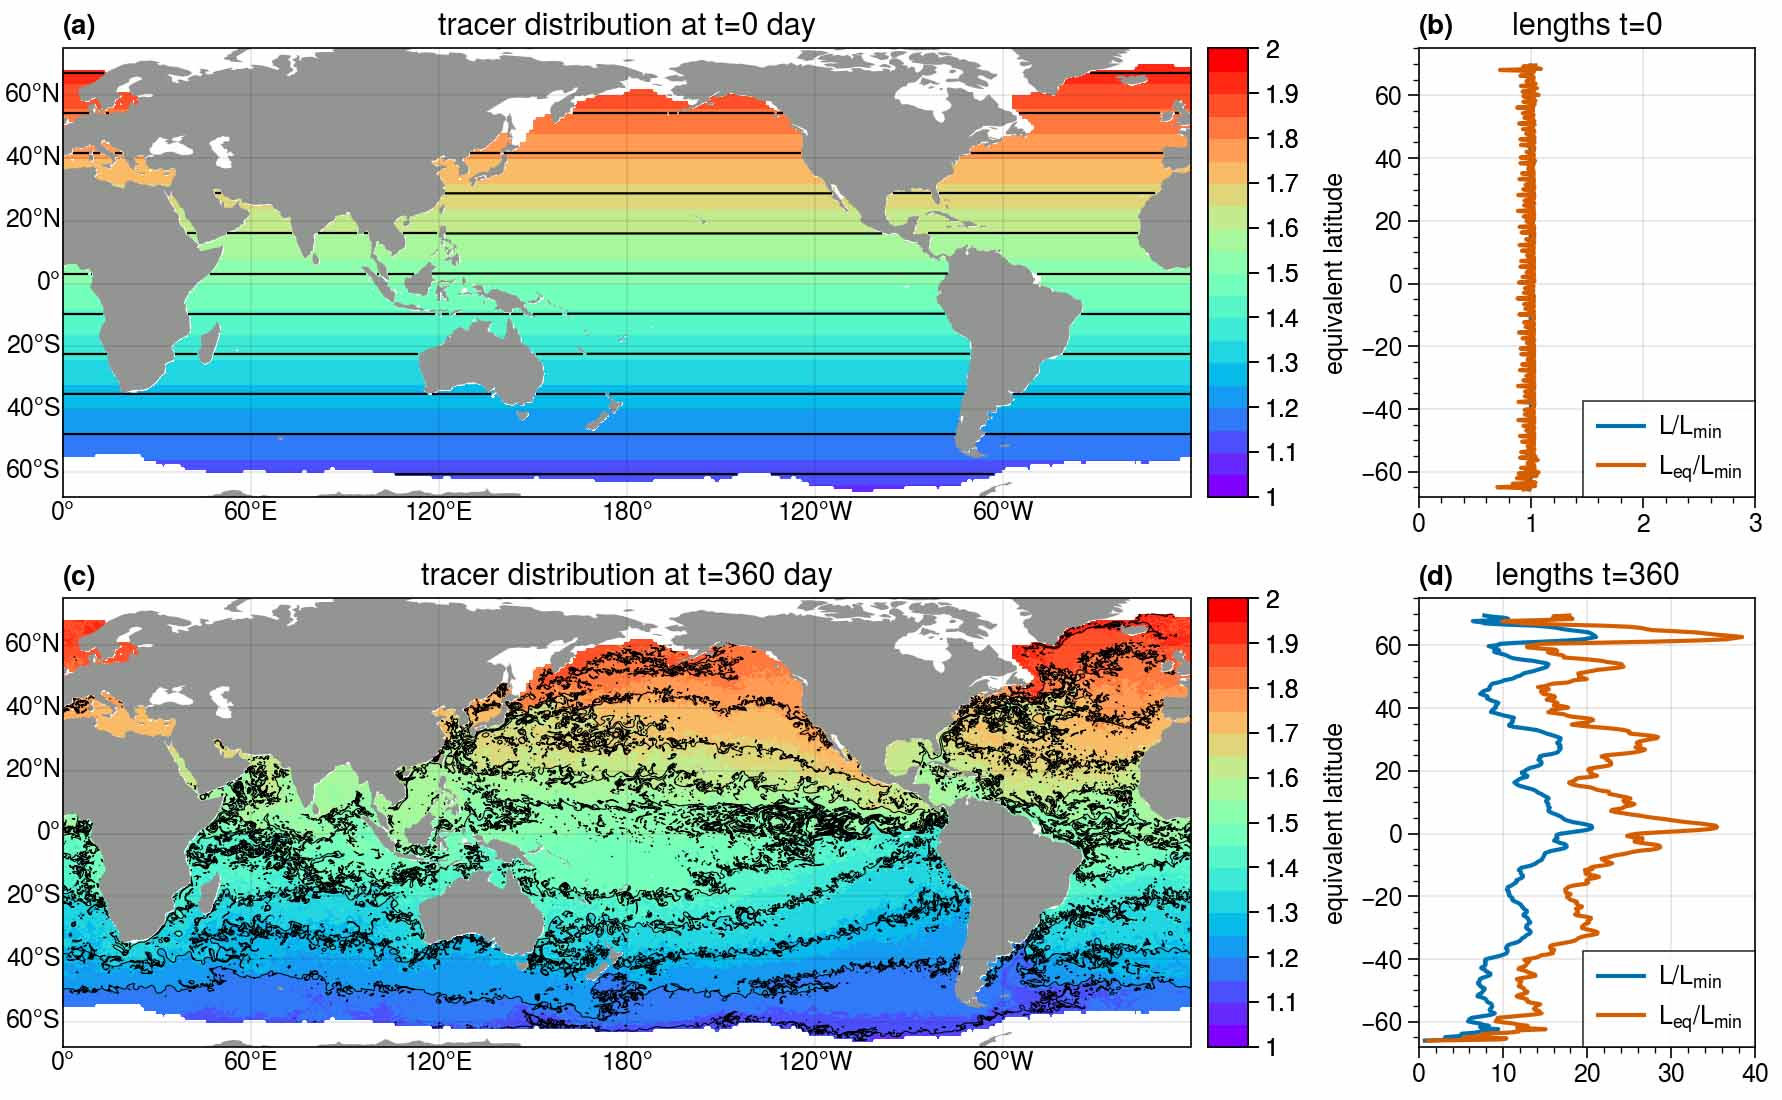 (a) tracer distribution at t=0 day
60°N
40°N
20°N
0°
20°S
40°S
60°S
0° 60°E 120°E 180° 120°W 60°W
2
1.9
1.8
1.7
1.6
1.5
1.4
1.3
1.2
1.1
1
(b) lengths t=0
equivalent latitude
60
40
20
0
−20
−40
−60
L/Lmin
Leq/Lmin
0 1 2 3
(c) tracer distribution at t=360 day
60°N
40°N
20°N
0°
20°S
40°S
60°S
0° 60°E 120°E 180° 120°W 60°W
2
1.9
1.8
1.7
1.6
1.5
1.4
1.3
1.2
1.1
1
(d) lengths t=360
equivalent latitude
60
40
20
0
−20
−40
−60
L/Lmin
Leq/Lmin
0 10 20 30 40